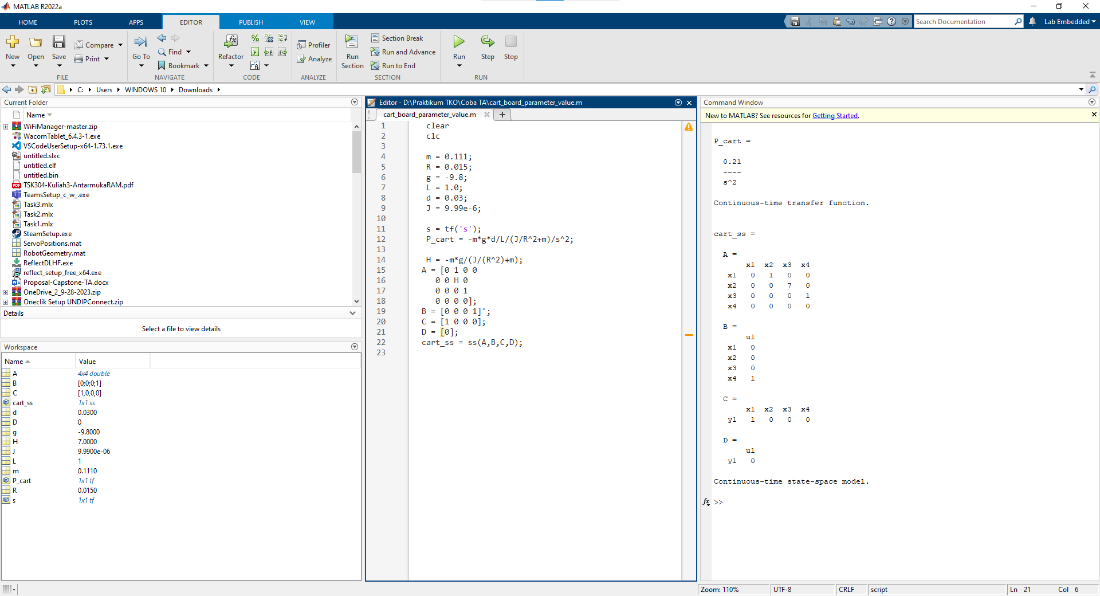 MATLAB R2022a
HOME PLOTS APPS EDITOR PUBLISH VIEW
Search Documentation
Lab Embedded
New Open Save
Compare
Print
FILE
Go To
Find
Bookmark
NAVIGATE
Refactor
CODE
Profiler
Analyze
ANALYZE
Run Section
Section Break
Run and Advance
Run to End
SECTION
Run Step Stop
RUN
C: Users WINDOWS 10 Downloads
Current Folder
Name
WiFiManager-master.zip
WacomTablet_6.4.3-1.exe
VSCodeUserSetup-x64-1.73.1.exe
untitled.slxc
untitled.elf
untitled.bin
TSK304-Kuliah3-AntarmukaRAM.pdf
TeamsSetup_c_w_.exe
Task3.mlx
Task2.mlx
Task1.mlx
SteamSetup.exe
ServoPositions.mat
RobotGeometry.mat
ReflectDLHF.exe
reflect_setup_free_x64.exe
Proposal-Capstone-TA.docx
OneDrive_2_9-28-2023.zip
Oneclik Setup UNDIPConnect.zip
Details
Select a file to view details
Workspace
Name Value
A 4x4 double
B [0;0;0;1]
C [1,0,0,0]
cart_ss 1x1 ss
d 0.0300
D 0
g -9.8000
H 7.0000
J 9.9900e-06
L 1
m 0.1110
P_cart 1x1 tf
R 0.0150
s 1x1 tf
Editor - D:\Praktikum TKO\Coba TA\cart_board_parameter_value.m
cart_board_parameter_value.m
1 clear
2 clc
3
4 m = 0.111;
5 R = 0.015;
6 g = -9.8;
7 L = 1.0;
8 d = 0.03;
9 J = 9.99e-6;
10
11 s = tf('s');
12 P_cart = -m*g*d/L/(J/R^2+m)/s^2;
13
14 H = -m*g/(J/(R^2)+m);
15 A = [0 1 0 0
16 0 0 H 0
17 0 0 0 1
18 0 0 0 0];
19 B = [0 0 0 1]';
20 C = [1 0 0 0];
21 D = [0];
22 cart_ss = ss(A,B,C,D);
23
Command Window
New to MATLAB? See resources for Getting Started.
P_cart =
0.21
----
s^2
Continuous-time transfer function.
cart_ss =
A =
x1 x2 x3 x4
x1 0 1 0 0
x2 0 0 7 0
x3 0 0 0 1
x4 0 0 0 0
B =
u1
x1 0
x2 0
x3 0
x4 1
C =
x1 x2 x3 x4
y1 1 0 0 0
D =
u1
y1 0
Continuous-time state-space model.
fx >>
Zoom: 110% UTF-8 CRLF script Ln 21 Col 6